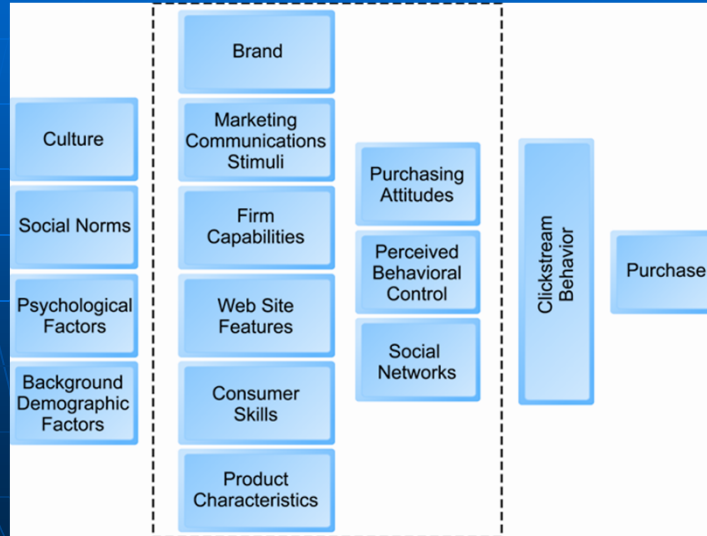 Culture
Social Norms
Psychological
Factors
Background
Demographic
Factors
Brand
Marketing
Communications
Stimuli
Firm
Capabilities
Web Site
Features
Consumer
Skills
Product
Characteristics
Purchasing
Attitudes
Perceived
Behavioral
Control
Social
Networks
Clickstream
Behavior
Purchase